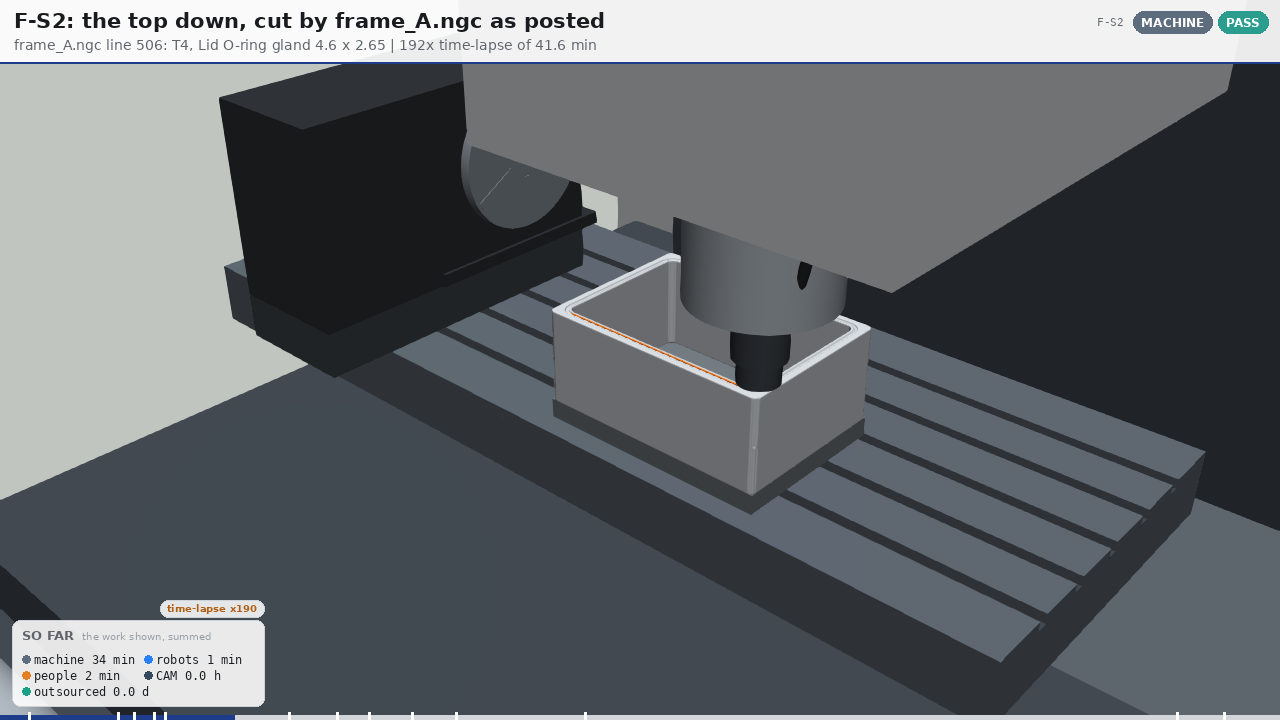 F-S2: the top down, cut by frame_A.ngc as posted
F-S2 MACHINE PASS
frame_A.ngc line 506: T4, Lid O-ring gland 4.6 x 2.65 | 192x time-lapse of 41.6 min
time-lapse x190
SO FAR the work shown, summed
machine 34 min robots 1 min
people 2 min CAM 0.0 h
outsourced 0.0 d